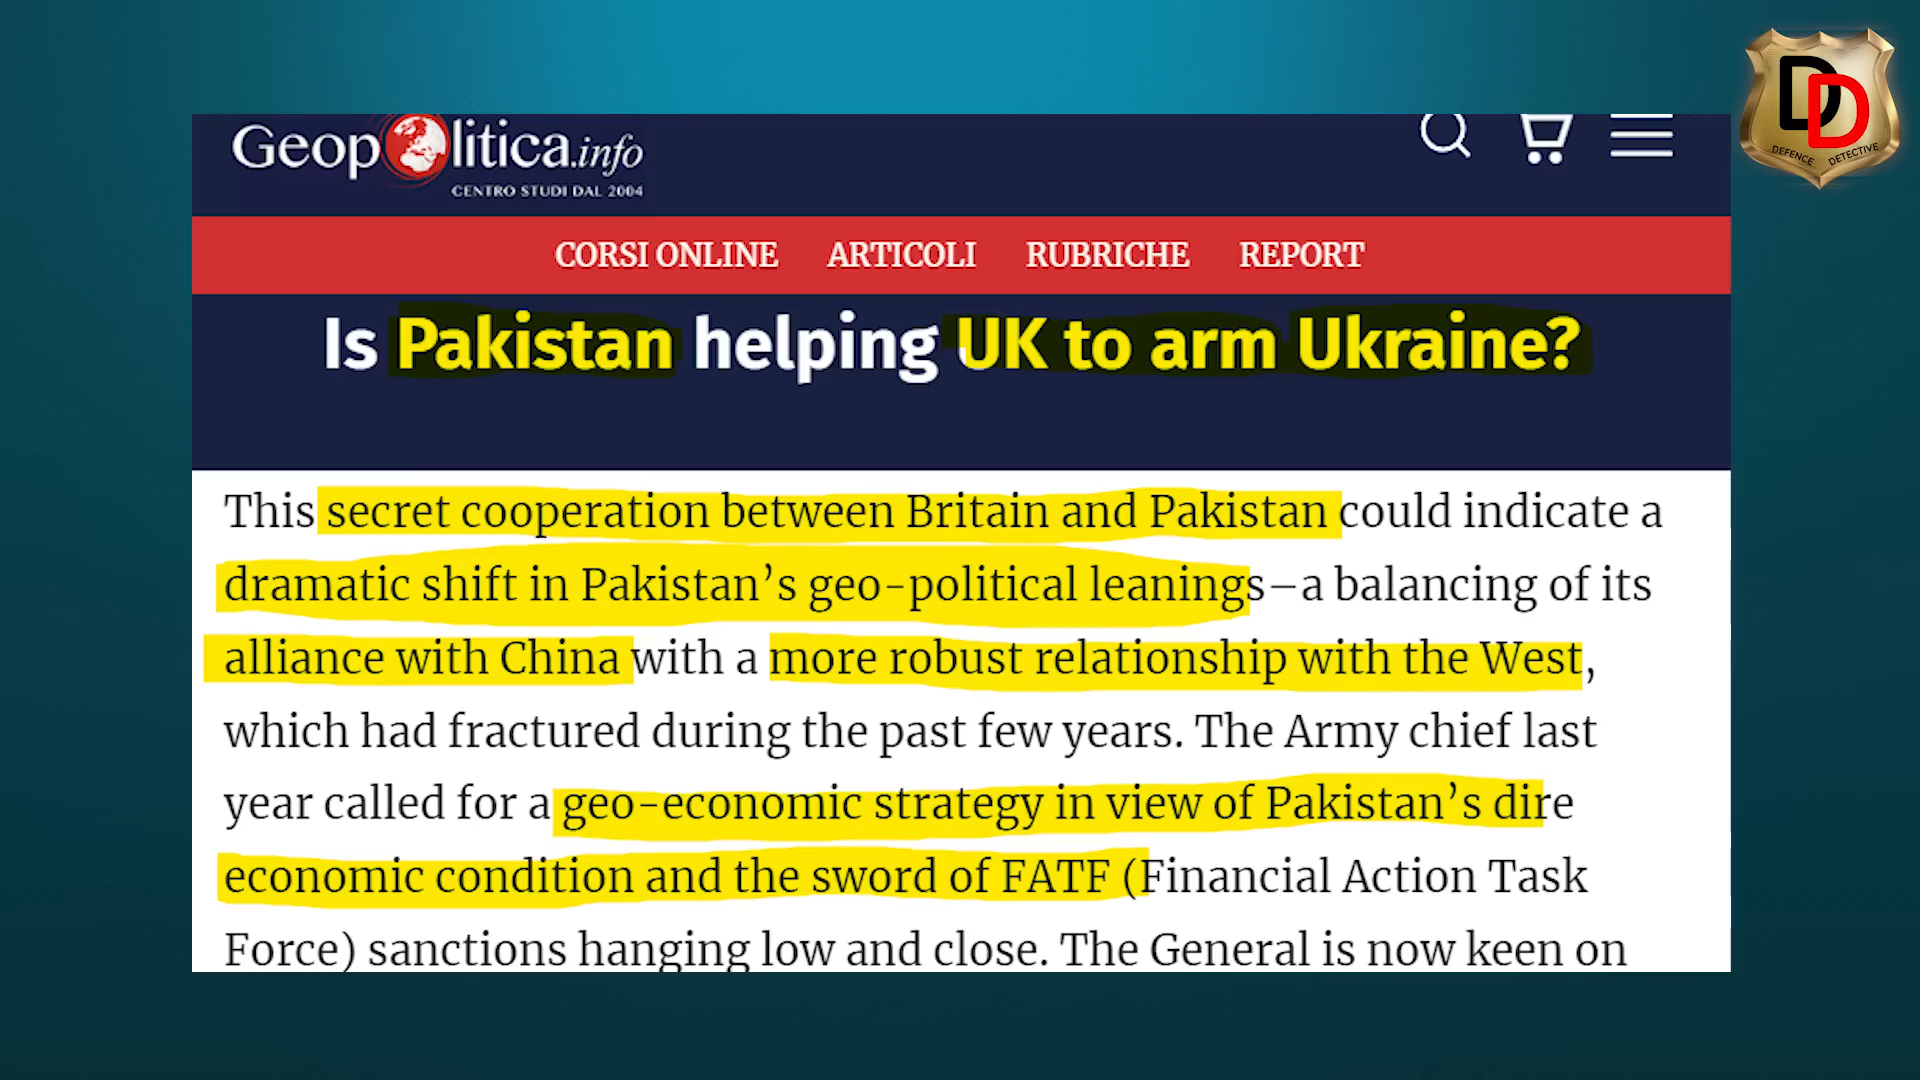 Geopolitica.info
CENTRO STUDI DAL 2004
DD
DEFENCE DETECTIVE
CORSI ONLINE ARTICOLI RUBRICHE REPORT
Is Pakistan helping UK to arm Ukraine?
This secret cooperation between Britain and Pakistan could indicate a
dramatic shift in Pakistan’s geo-political leanings–a balancing of its
alliance with China with a more robust relationship with the West,
which had fractured during the past few years. The Army chief last
year called for a geo-economic strategy in view of Pakistan’s dire
economic condition and the sword of FATF (Financial Action Task
Force) sanctions hanging low and close. The General is now keen on